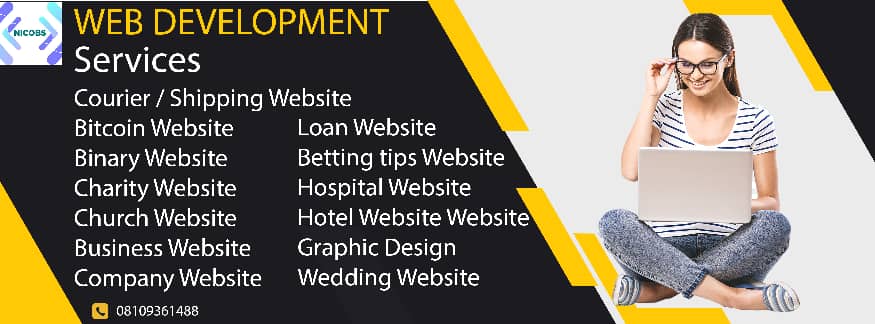 NICOBS
WEB DEVELOPMENT
Services
Courier / Shipping Website
Bitcoin Website
Binary Website
Charity Website
Church Website
Business Website
Company Website
Loan Website
Betting tips Website
Hospital Website
Hotel Website Website
Graphic Design
Wedding Website
08109361488